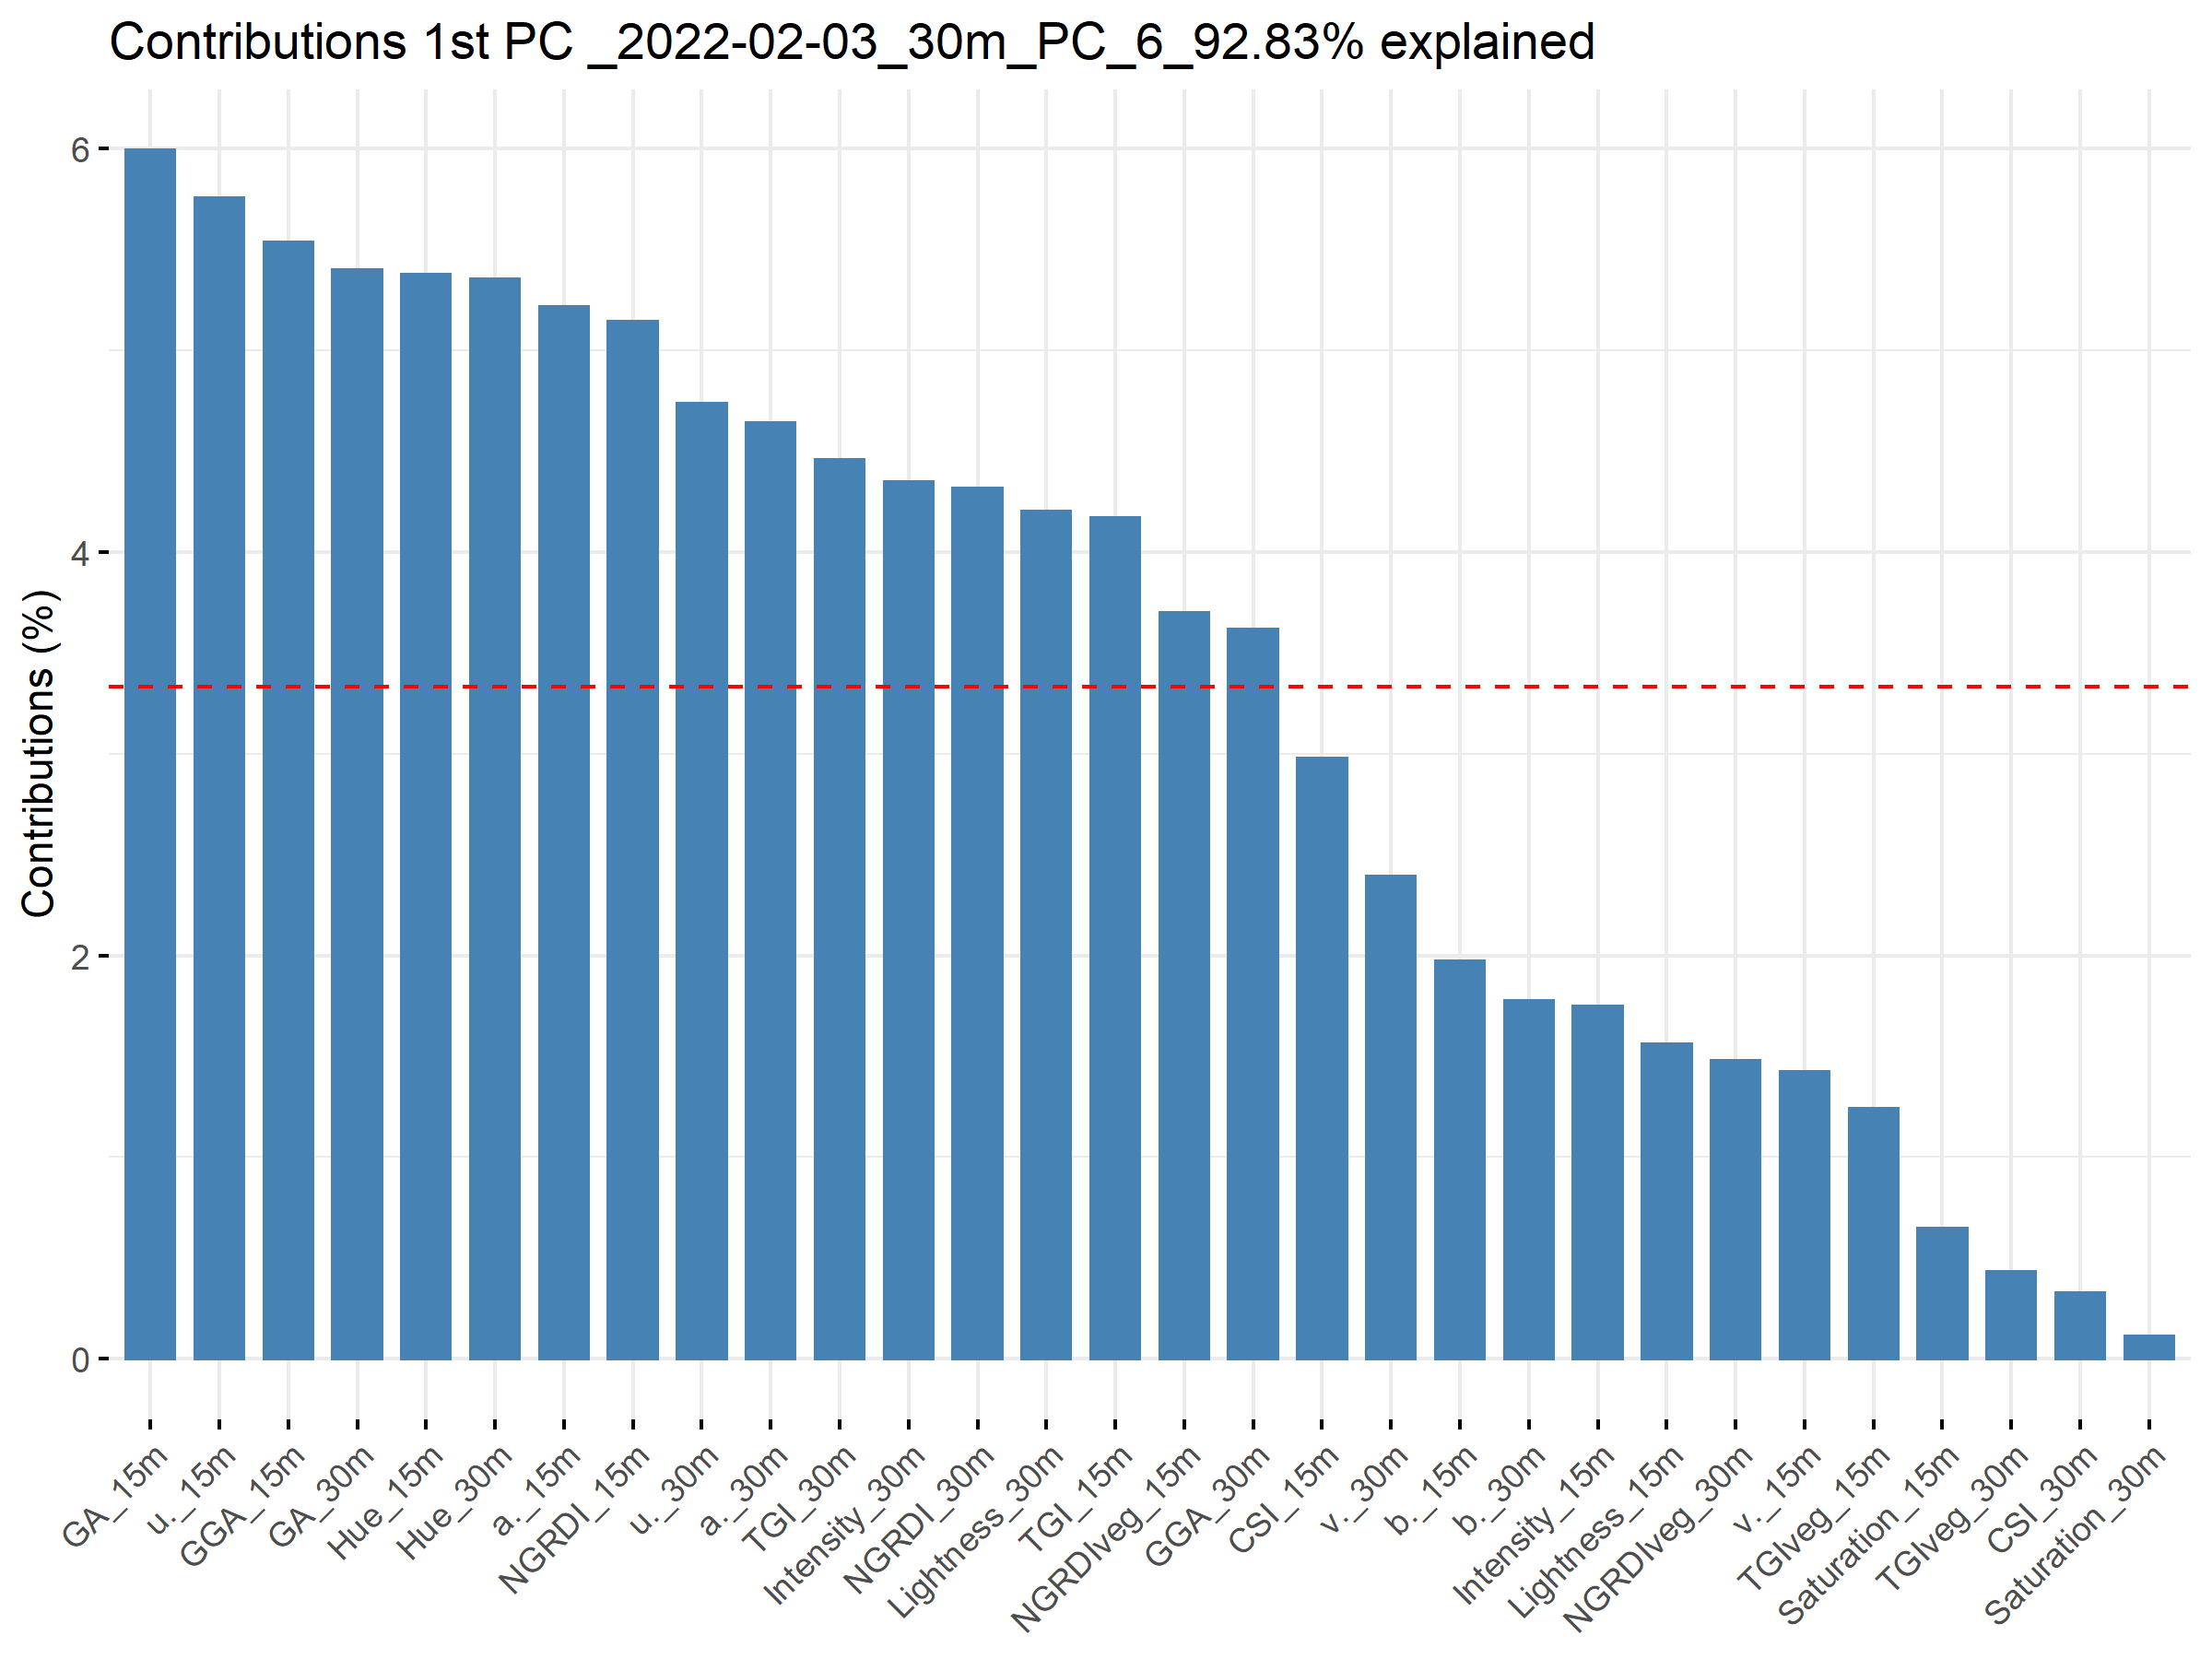 Contributions 1st PC _2022-02-03_30m_PC_6_92.83% explained
Contributions (%)
6
4
2
0
GA_15m
u._15m
GGA_15m
GA_30m
Hue_15m
Hue_30m
a._15m
NGRDI_15m
u._30m
a._30m
TGI_30m
Intensity_30m
NGRDI_30m
Lightness_30m
TGI_15m
NGRDIveg_15m
GGA_30m
CSI_15m
v._30m
b._15m
b._30m
Intensity_15m
Lightness_15m
NGRDIveg_30m
v._15m
TGIveg_15m
Saturation_15m
TGIveg_30m
CSI_30m
Saturation_30m